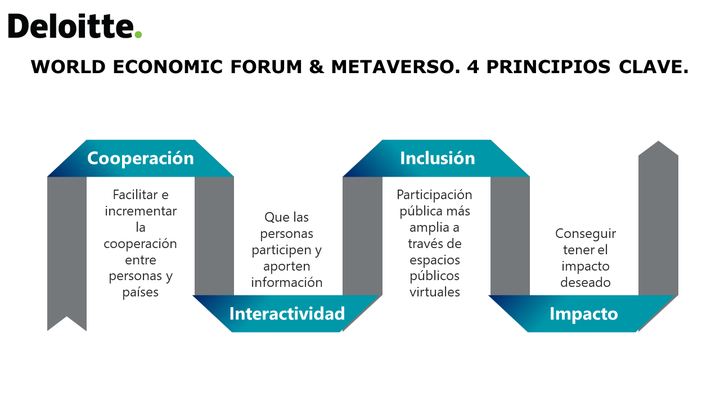 Deloitte.
WORLD ECONOMIC FORUM & METAVERSO. 4 PRINCIPIOS CLAVE.
Cooperación
Facilitar e
incrementar
la
cooperación
entre
personas y
países
Que las
personas
participen y
aporten
información
Interactividad
Inclusión
Participación
pública más
amplia a
través de
espacios
públicos
virtuales
Conseguir
tener el
impacto
deseado
Impacto